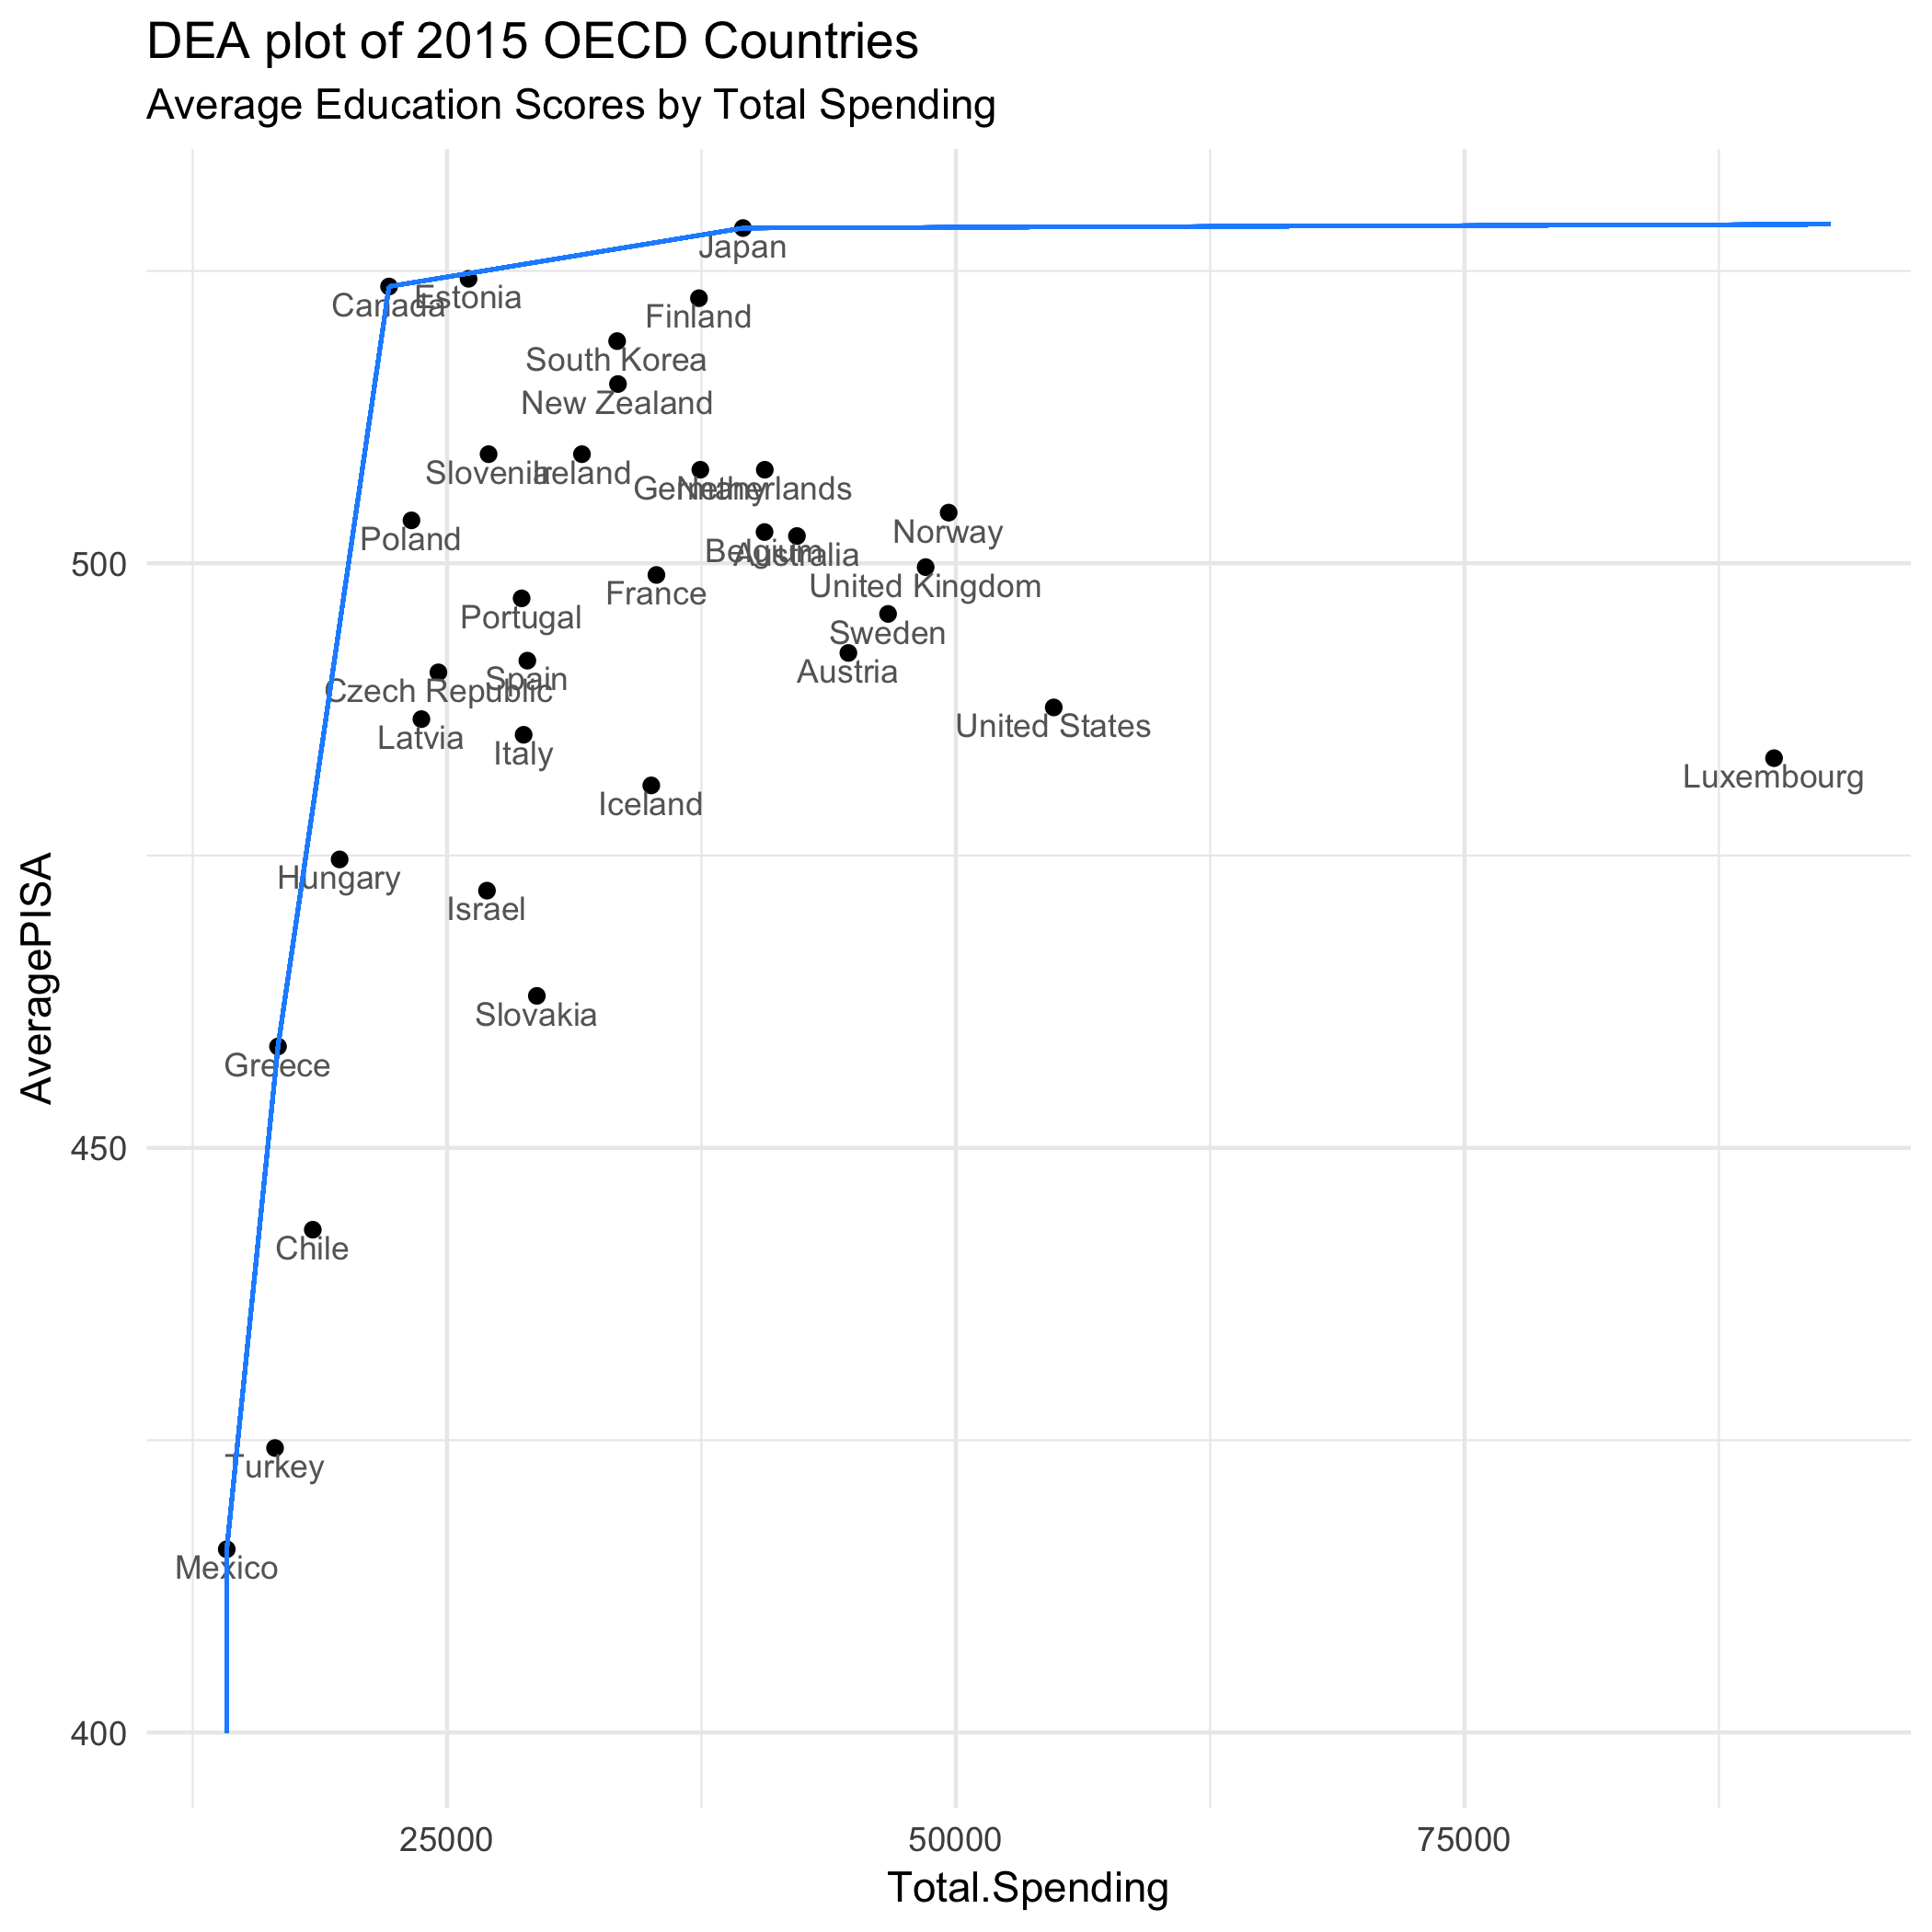 DEA plot of 2015 OECD Countries
Average Education Scores by Total Spending
Japan
Canada
Estonia
Finland
South Korea
New Zealand
Slovenia
Ireland
Germany
Netherlands
Norway
Poland
Belgium
Australia
500
France
United Kingdom
Portugal
Sweden
Austria
Spain
Czech Republic
United States
Latvia
Italy
Luxembourg
Iceland
Hungary
Israel
AveragePISA
Slovakia
Greece
450
Chile
Turkey
Mexico
400
25000
50000
75000
Total.Spending